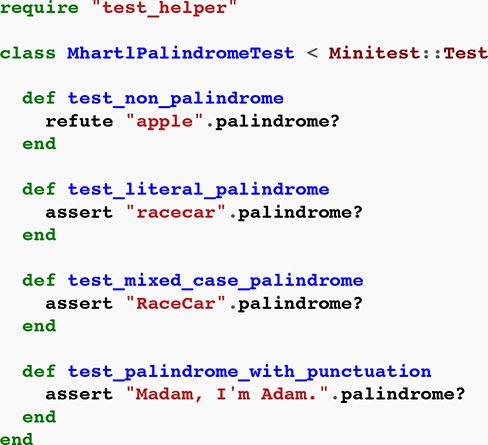 require "test_helper"
class MhartlPalindromeTest < Minitest::Test
def test_non_palindrome
refute "apple".palindrome?
end
def test_literal_palindrome
assert "racecar".palindrome?
end
def test_mixed_case_palindrome
assert "RaceCar".palindrome?
end
def test_palindrome_with_punctuation
assert "Madam, I'm Adam.".palindrome?
end
end